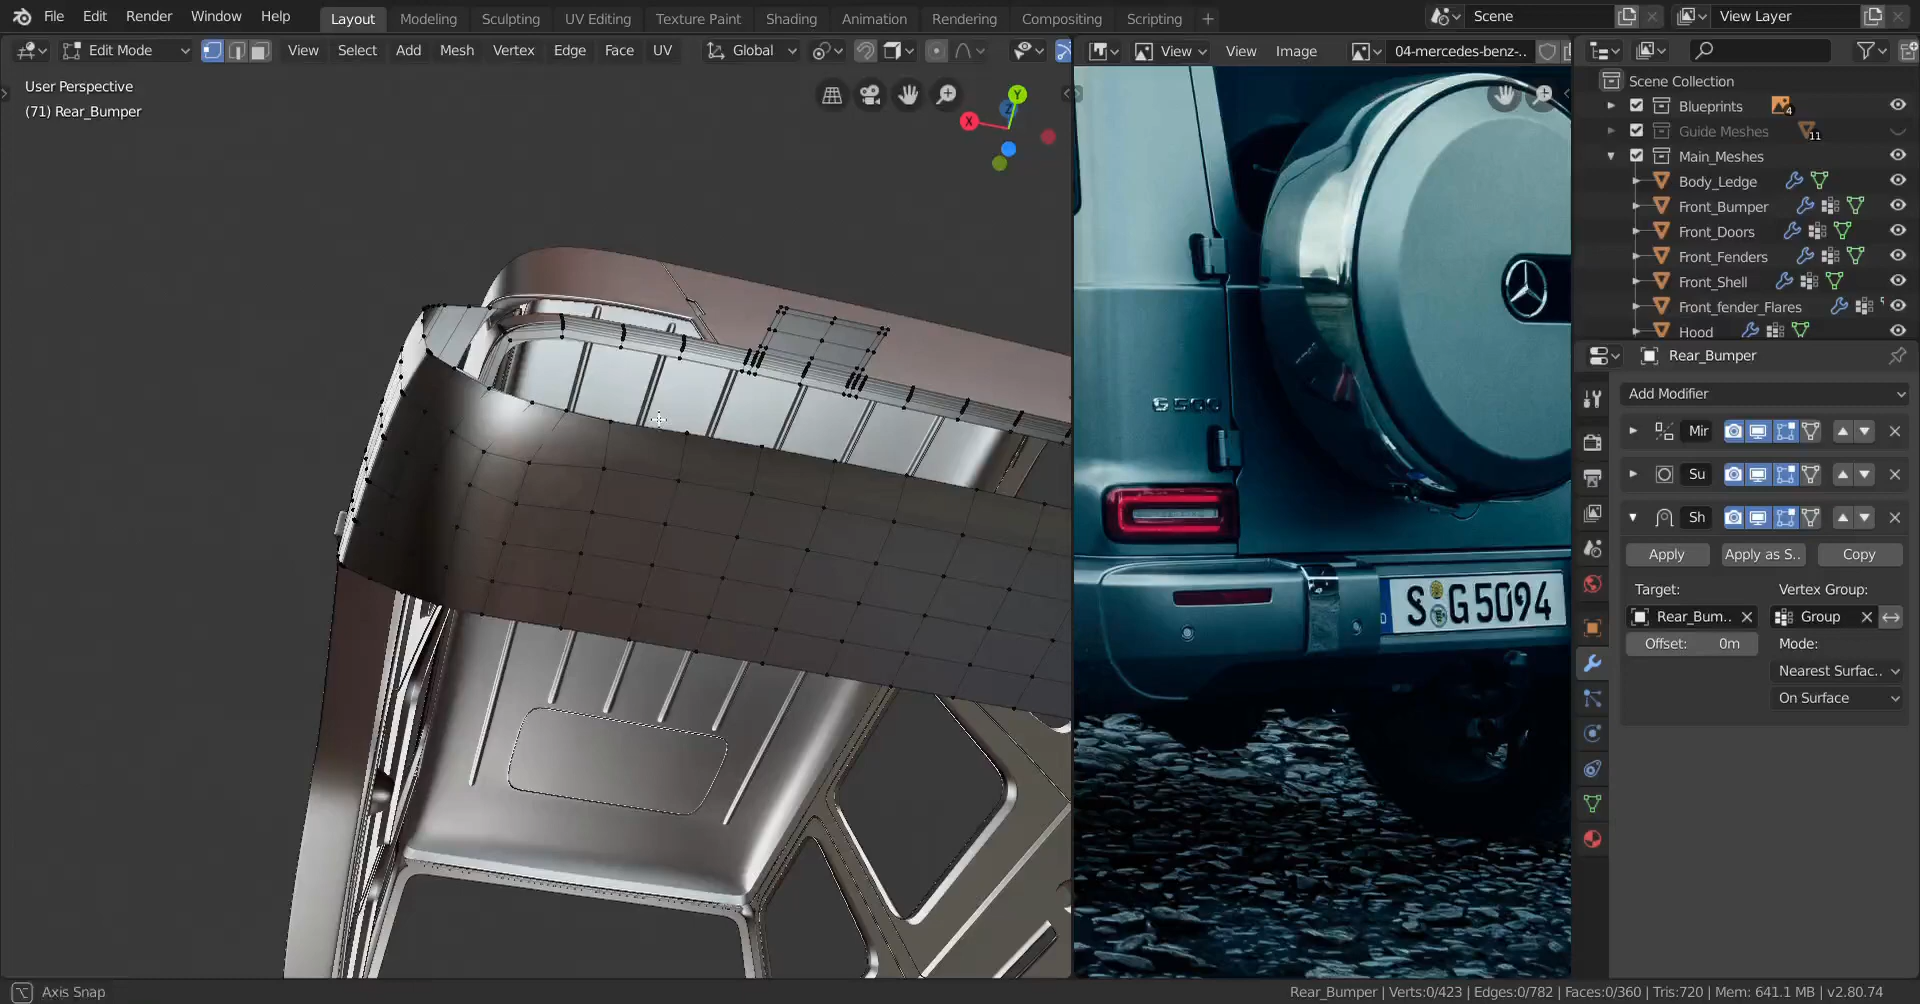 File Edit Render Window Help Layout Modeling Sculpting UV Editing Texture Paint Shading Animation Rendering Compositing Scripting + Scene View Layer
Edit Mode View Select Add Mesh Vertex Edge Face UV Global View View Image 04-mercedes-benz-..
User Perspective
(71) Rear_Bumper
X
Y
Z
G 500
S G 5094
Scene Collection
Blueprints 4
Guide Meshes 11
Main_Meshes
Body_Ledge
Front_Bumper
Front_Doors
Front_Fenders
Front_Shell
Front_fender_Flares
Hood
Rear_Bumper
Add Modifier
Mir
Su
Sh
Apply Apply as S.. Copy
Target: Vertex Group:
Rear_Bum.. Group
Offset: 0m Mode:
Nearest Surfac..
On Surface
Axis Snap
Rear_Bumper | Verts:0/423 | Edges:0/782 | Faces:0/360 | Tris:720 | Mem: 641.1 MB | v2.80.74